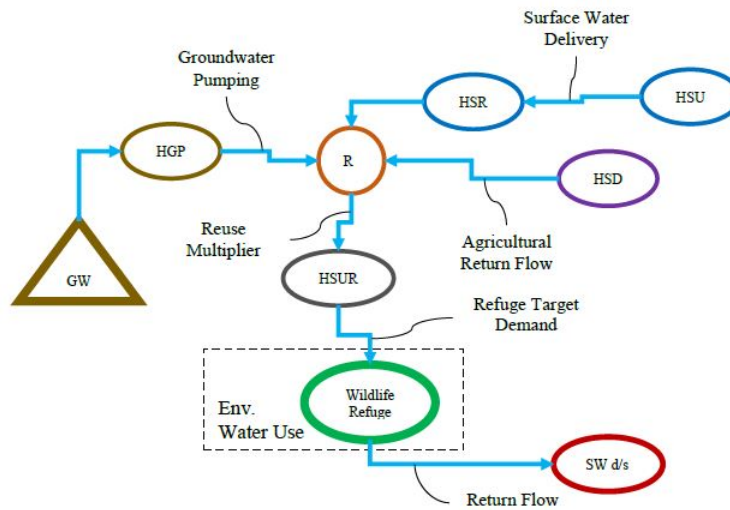 Surface Water
Delivery
Groundwater
Pumping
HSR
HSU
HGP
R
HSD
Reuse
Multiplier
Agricultural
Return Flow
GW
HSUR
Refuge Target
Demand
Wildlife
Refuge
Env.
Water Use
SW d/s
Return Flow